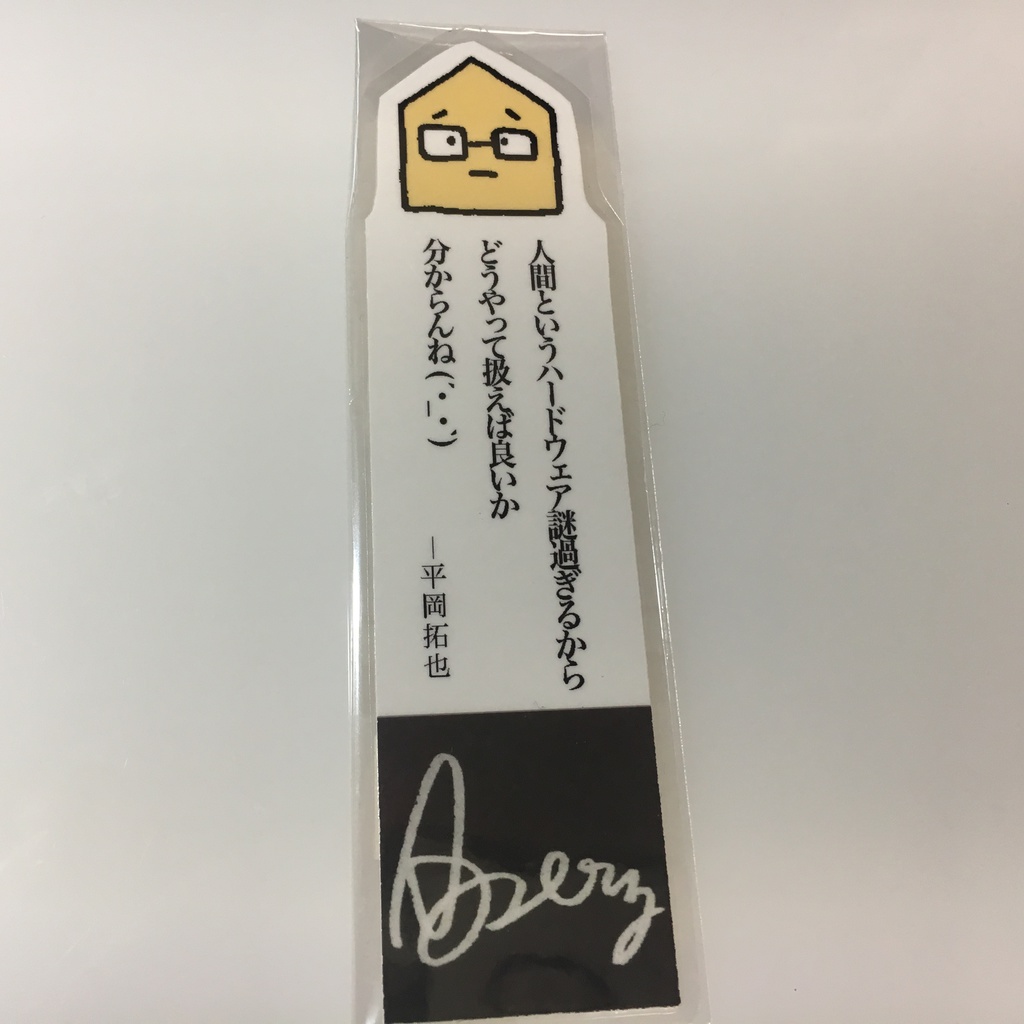 人間というハードウェア謎過ぎるから
どうやって扱えば良いか
分からんね(´･_･`)
―平岡拓也